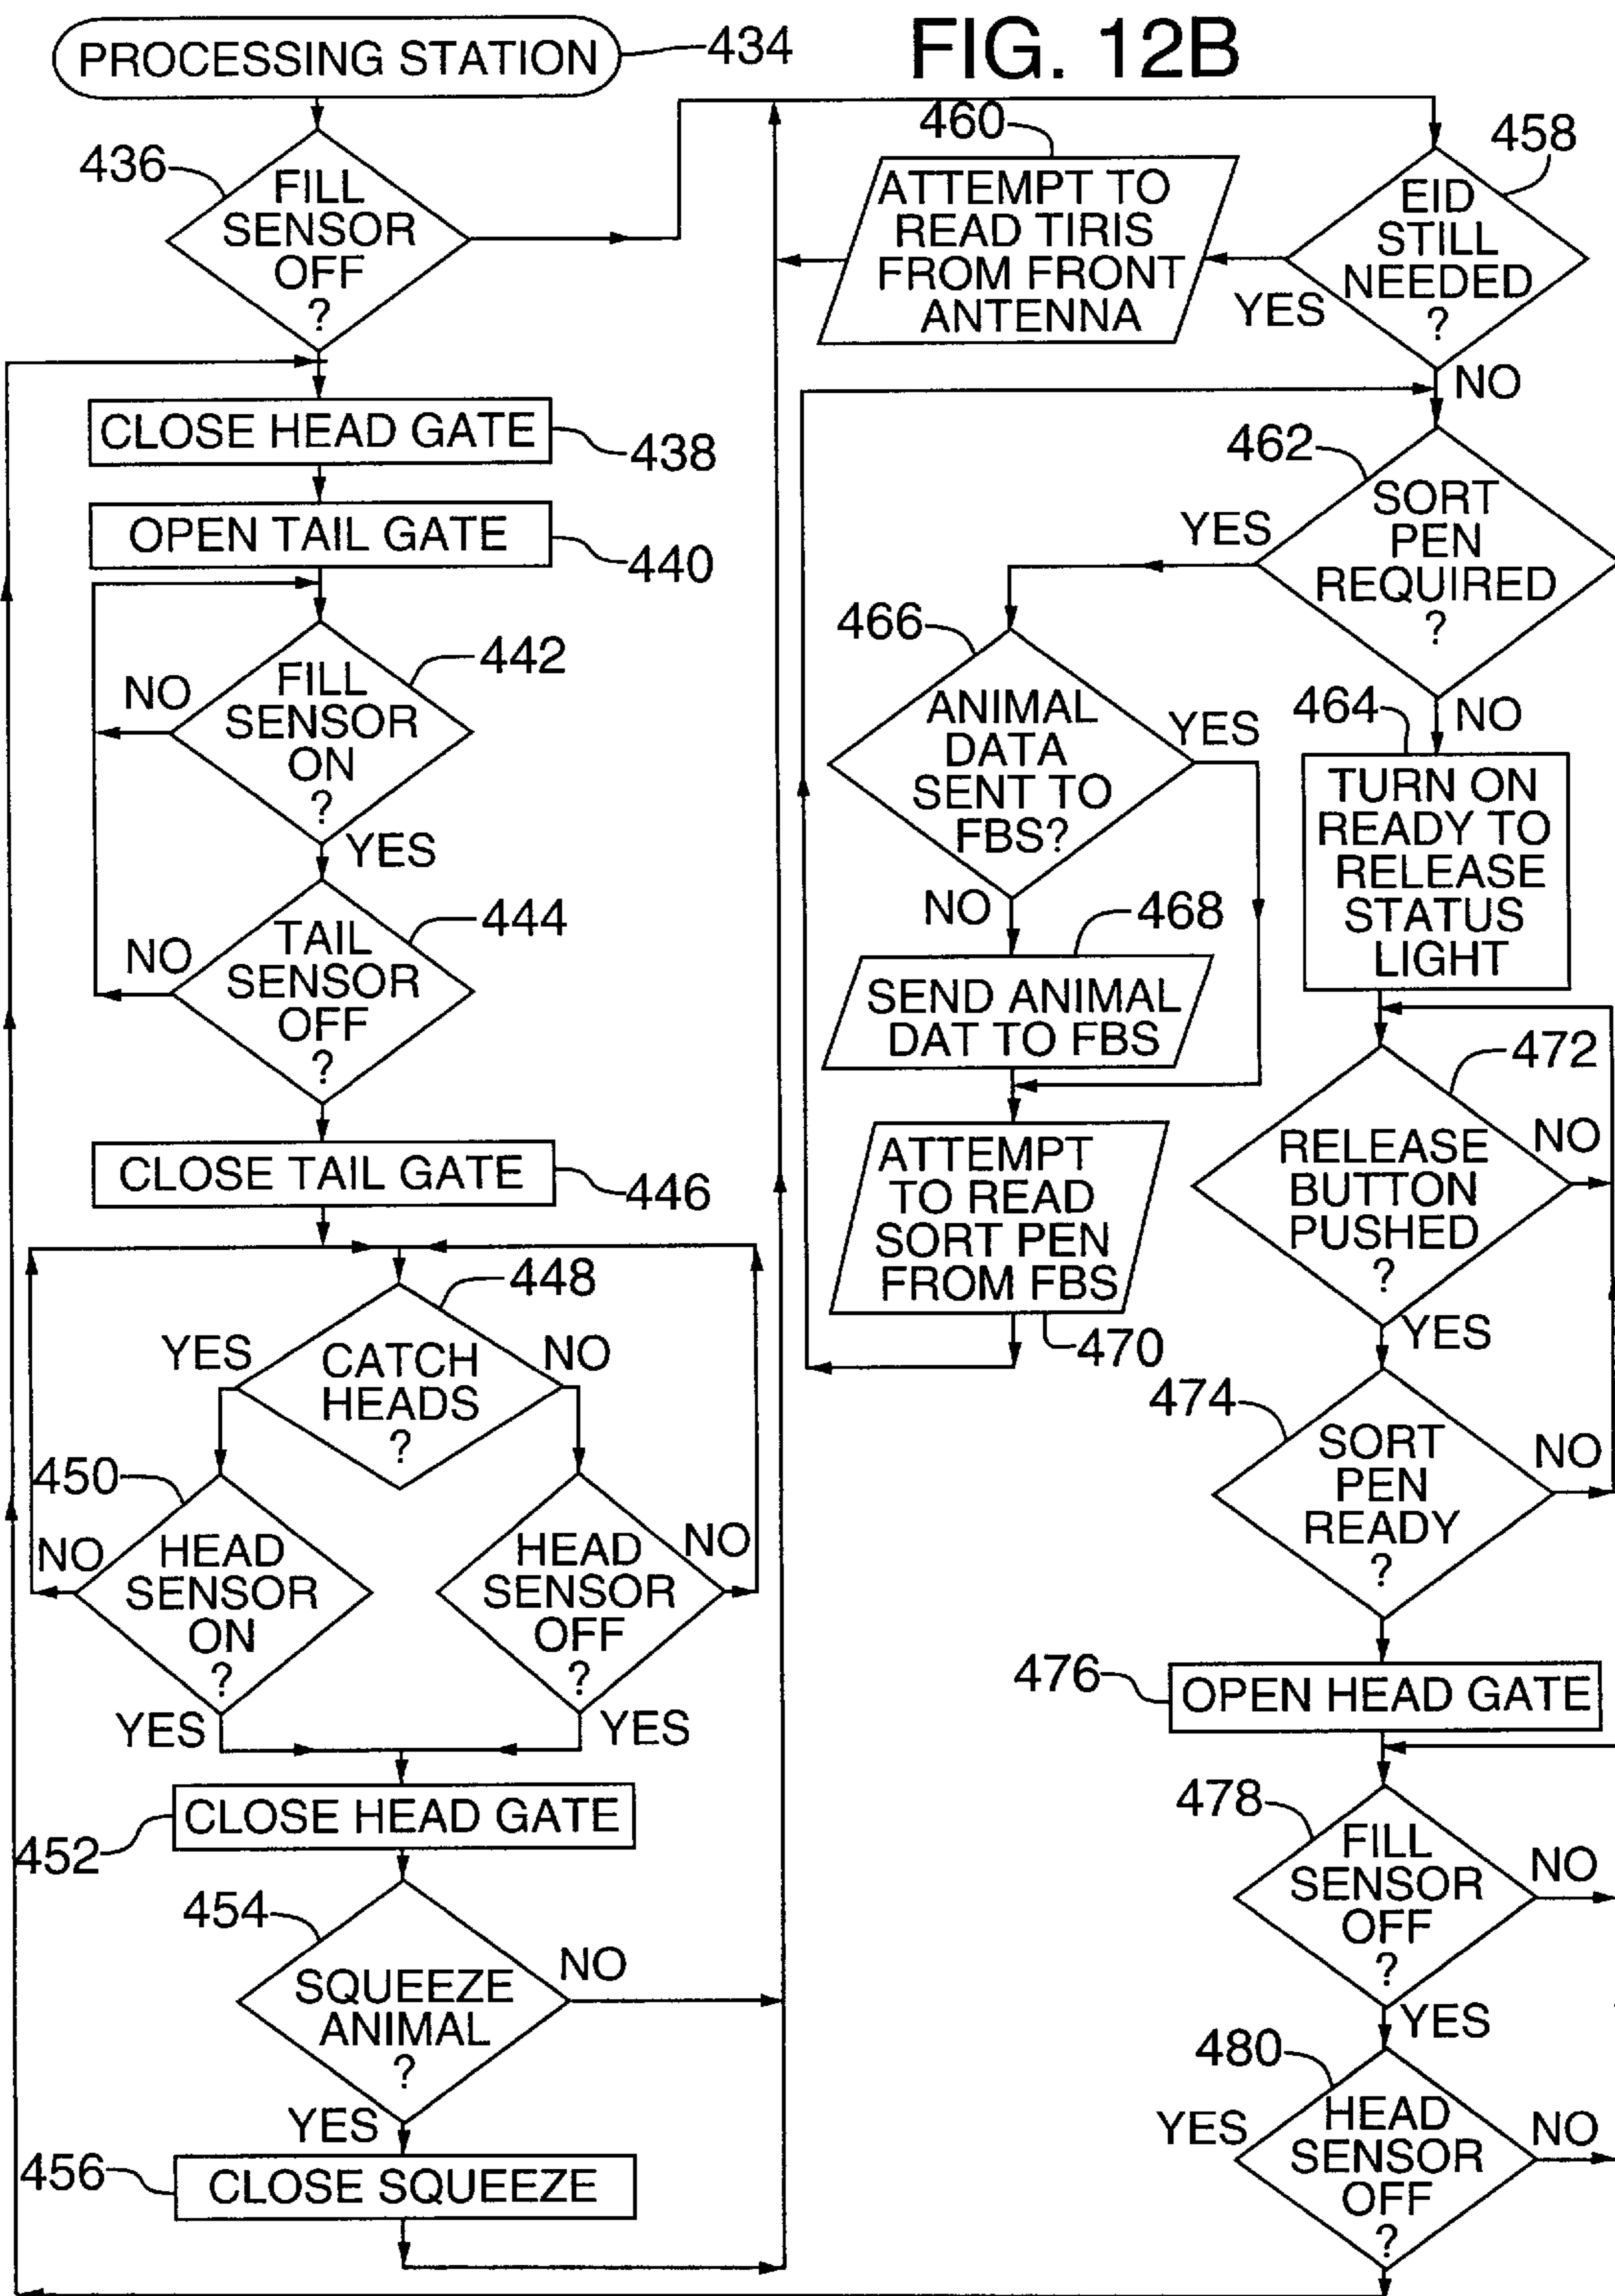 FIG. 12B
PROCESSING STATION
434
436
FILL
SENSOR
OFF
?
CLOSE HEAD GATE
438
OPEN TAIL GATE
440
442
FILL
SENSOR
ON
?
NO
YES
444
TAIL
SENSOR
OFF
?
NO
CLOSE TAIL GATE
446
448
CATCH
HEADS
?
YES
NO
450
HEAD
SENSOR
ON
?
NO
YES
HEAD
SENSOR
OFF
?
NO
YES
CLOSE HEAD GATE
452
454
SQUEEZE
ANIMAL
?
NO
YES
456
CLOSE SQUEEZE
460
ATTEMPT TO
READ TIRIS
FROM FRONT
ANTENNA
458
EID
STILL
NEEDED
?
YES
NO
462
SORT
PEN
REQUIRED
?
YES
NO
466
ANIMAL
DATA
SENT TO
FBS?
YES
NO
468
SEND ANIMAL
DAT TO FBS
ATTEMPT
TO READ
SORT PEN
FROM FBS
470
464
TURN ON
READY TO
RELEASE
STATUS
LIGHT
472
RELEASE
BUTTON
PUSHED
?
NO
YES
474
SORT
PEN
READY
?
NO
476
OPEN HEAD GATE
478
FILL
SENSOR
OFF
?
NO
YES
480
HEAD
SENSOR
OFF
?
YES
NO